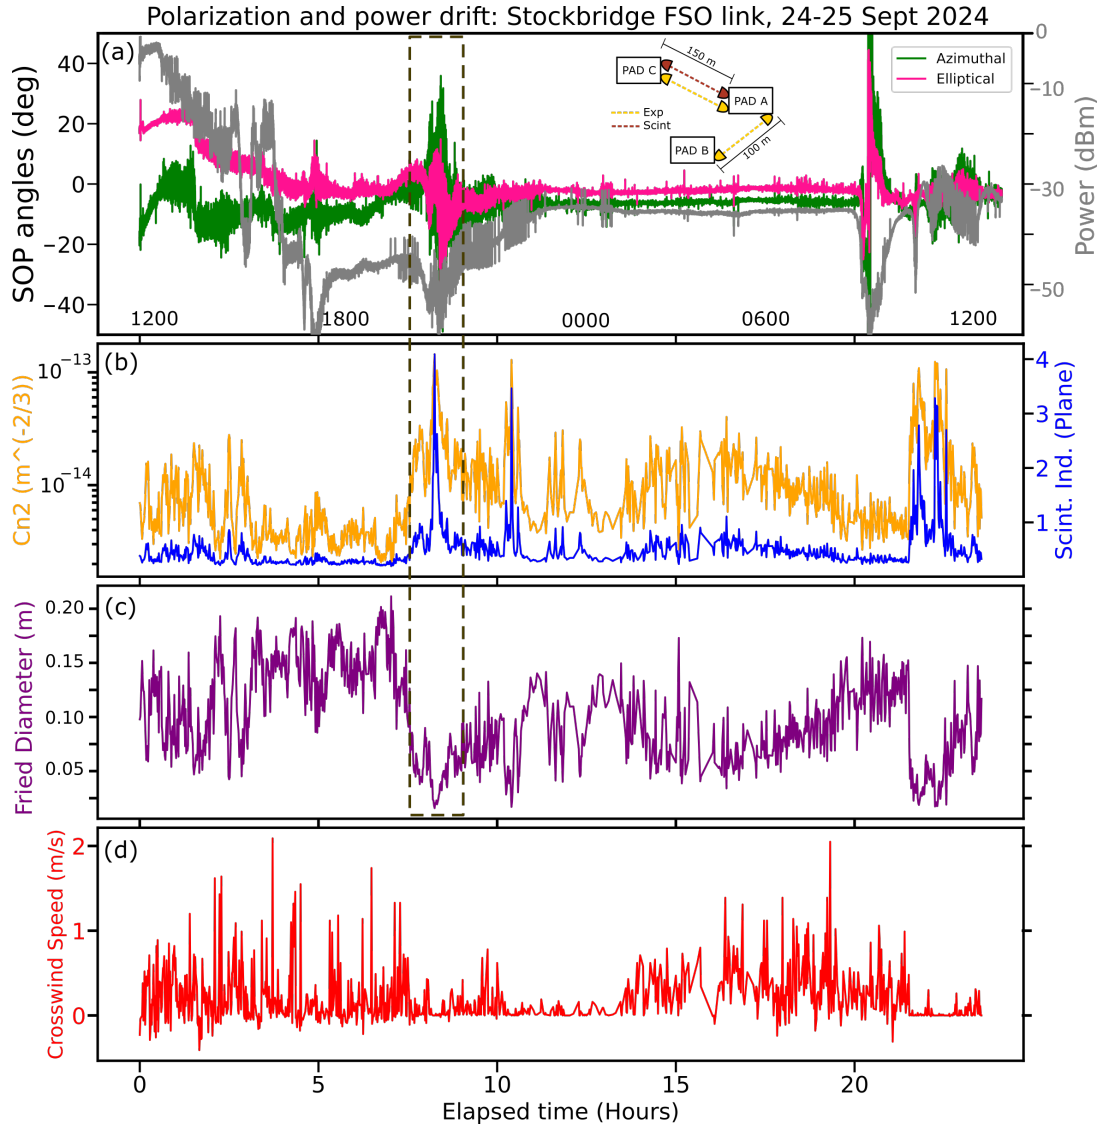 Polarization and power drift: Stockbridge FSO link, 24-25 Sept 2024
(a)
SOP angles (deg)
40
20
0
−20
−40
0
−10
−20
−30
−40
−50
Power (dBm)
150 m
PAD C
PAD A
Exp
Scint
PAD B
100 m
Azimuthal
Elliptical
1200
1800
0000
0600
1200
(b)
Cn2 (m^(-2/3))
10⁻¹³
10⁻¹⁴
4
3
2
1
Scint. Ind. (Plane)
(c)
Fried Diameter (m)
0.20
0.15
0.10
0.05
(d)
Crosswind Speed (m/s)
2
1
0
0
5
10
15
20
Elapsed time (Hours)